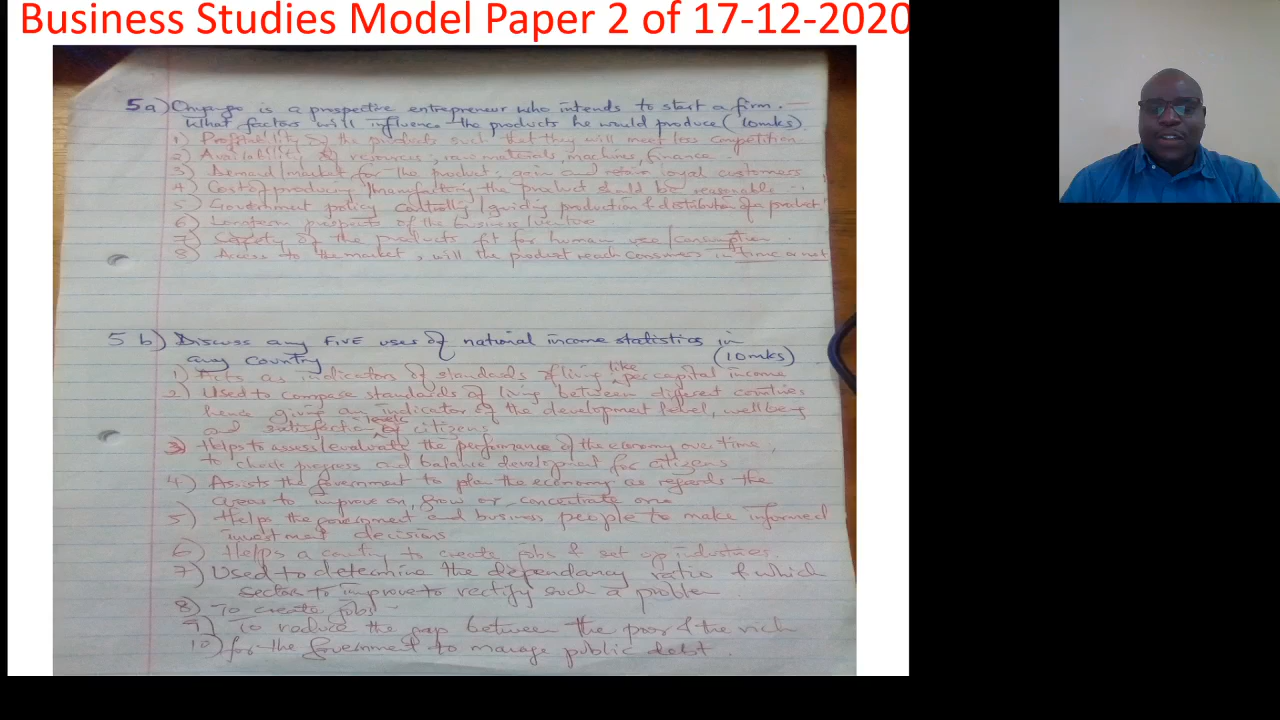 Business Studies Model Paper 2 of 17-12-2020
5a) Onyango is a prospective entrepreneur who intends to start a firm.
What factors will influence the products he would produce (10mks)
1) Profitability of the products such that they will meet less competition
2) Availability of resources, raw materials, machines, finance.
3) Demand/market for the product: gain and retain loyal customers
4) Cost of producing/manufacturing the product should be reasonable
5) Government policy controlling/guiding production & distribution of a product
6) Longterm prospects of the business/venture
7) Safety of the products fit for human use/consumption.
8) Access to the market, will the product reach consumers in time or not
5 b) Discuss any FIVE uses of national income statistics in
any country (10mks)
1) Acts as indicators of standards of living like per capital income
2) Used to compare standards of living between different countries
hence giving an indicator of the development level, wellbeing
and satisfaction of citizens
3) Helps to assess/evaluate the performance of the economy over time,
to check progress and balance development for citizens
4) Assists the government to plan the economy as regards the
areas to improve on, grow or concentrate on
5) Helps the government and business people to make informed
investment decisions
6) Helps a country to create jobs & set up industries.
7) Used to determine the dependancy ratio & which
sectors to improve to rectify such a problem
8) To create jobs
9) To reduce the gap between the poor & the rich
10) for the Government to manage public debt.